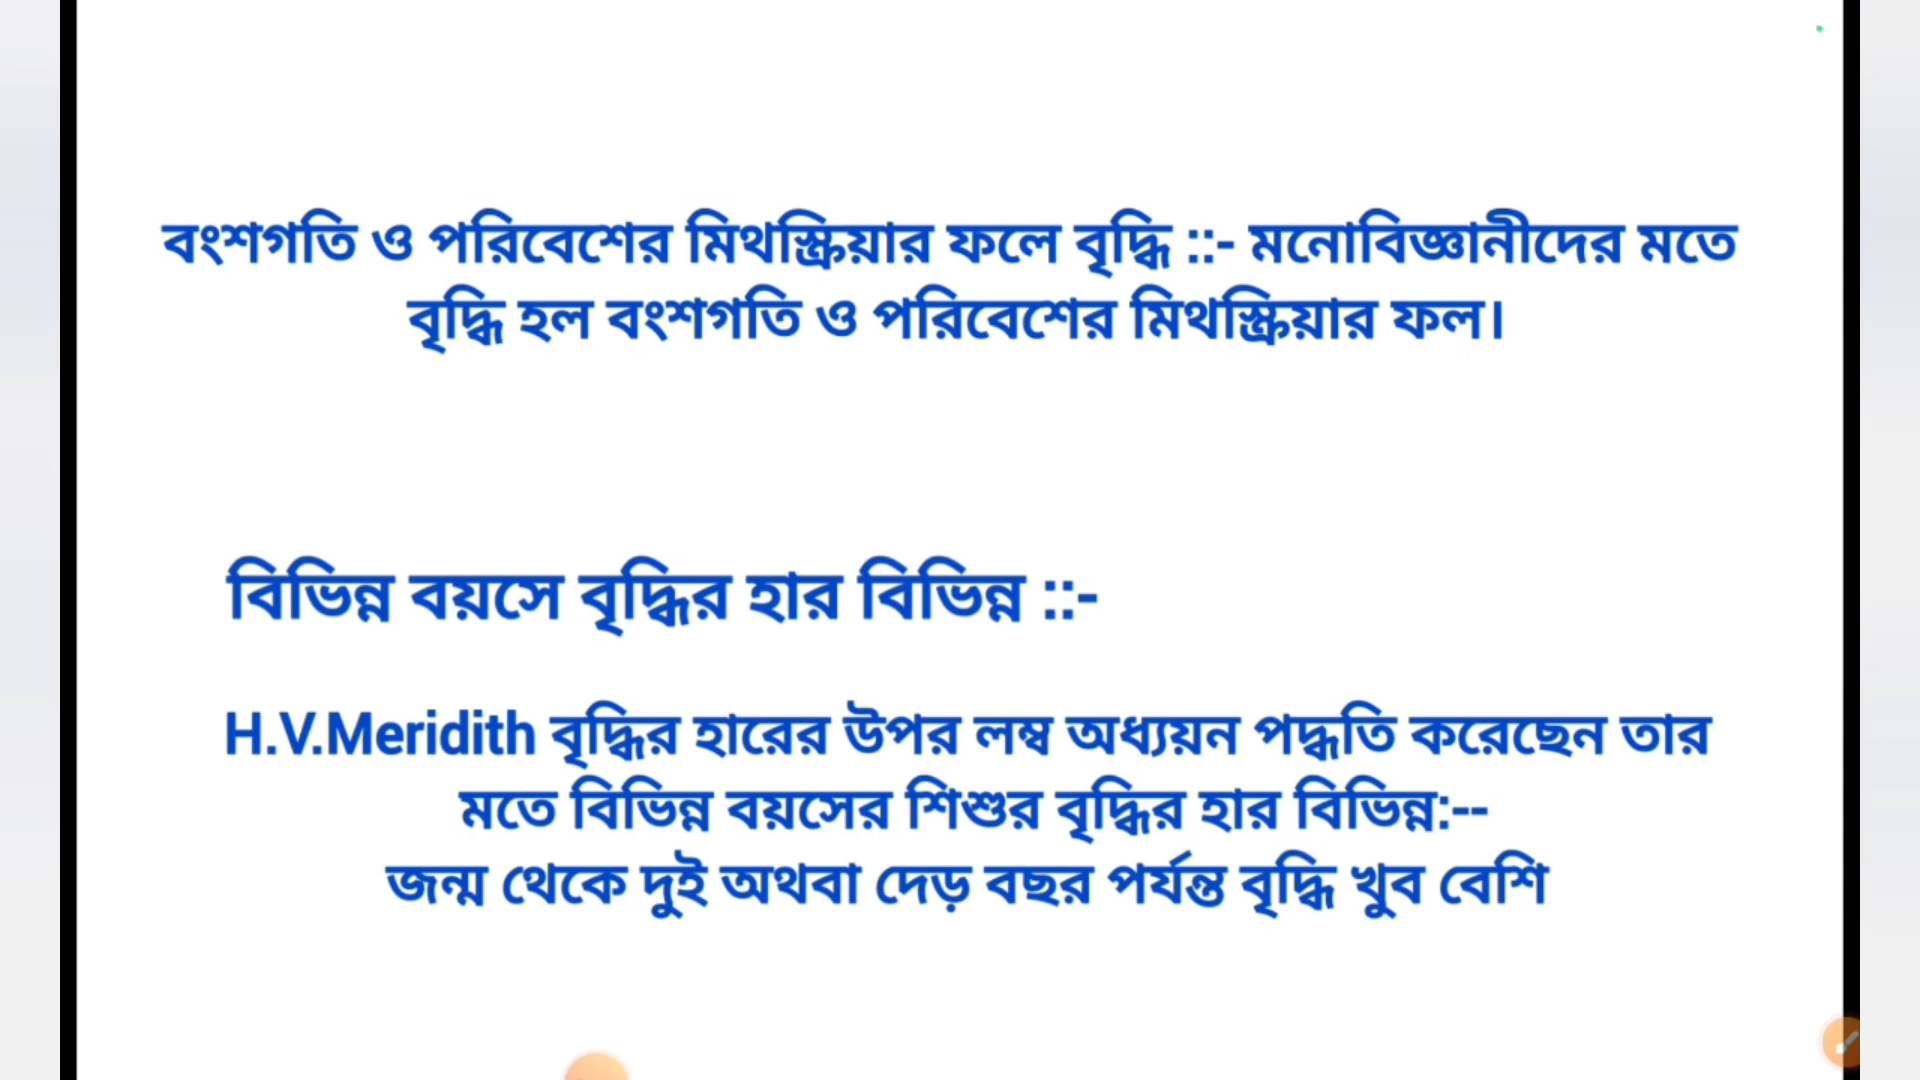 বংশগতি ও পরিবেশের মিথস্ক্রিয়ার ফলে বৃদ্ধি ::- মনোবিজ্ঞানীদের মতে
বৃদ্ধি হল বংশগতি ও পরিবেশের মিথস্ক্রিয়ার ফল।
বিভিন্ন বয়সে বৃদ্ধির হার বিভিন্ন ::-
H.V.Meridith বৃদ্ধির হারের উপর লম্ব অধ্যয়ন পদ্ধতি করেছেন তার
মতে বিভিন্ন বয়সের শিশুর বৃদ্ধির হার বিভিন্ন:--
জন্ম থেকে দুই অথবা দেড় বছর পর্যন্ত বৃদ্ধি খুব বেশি